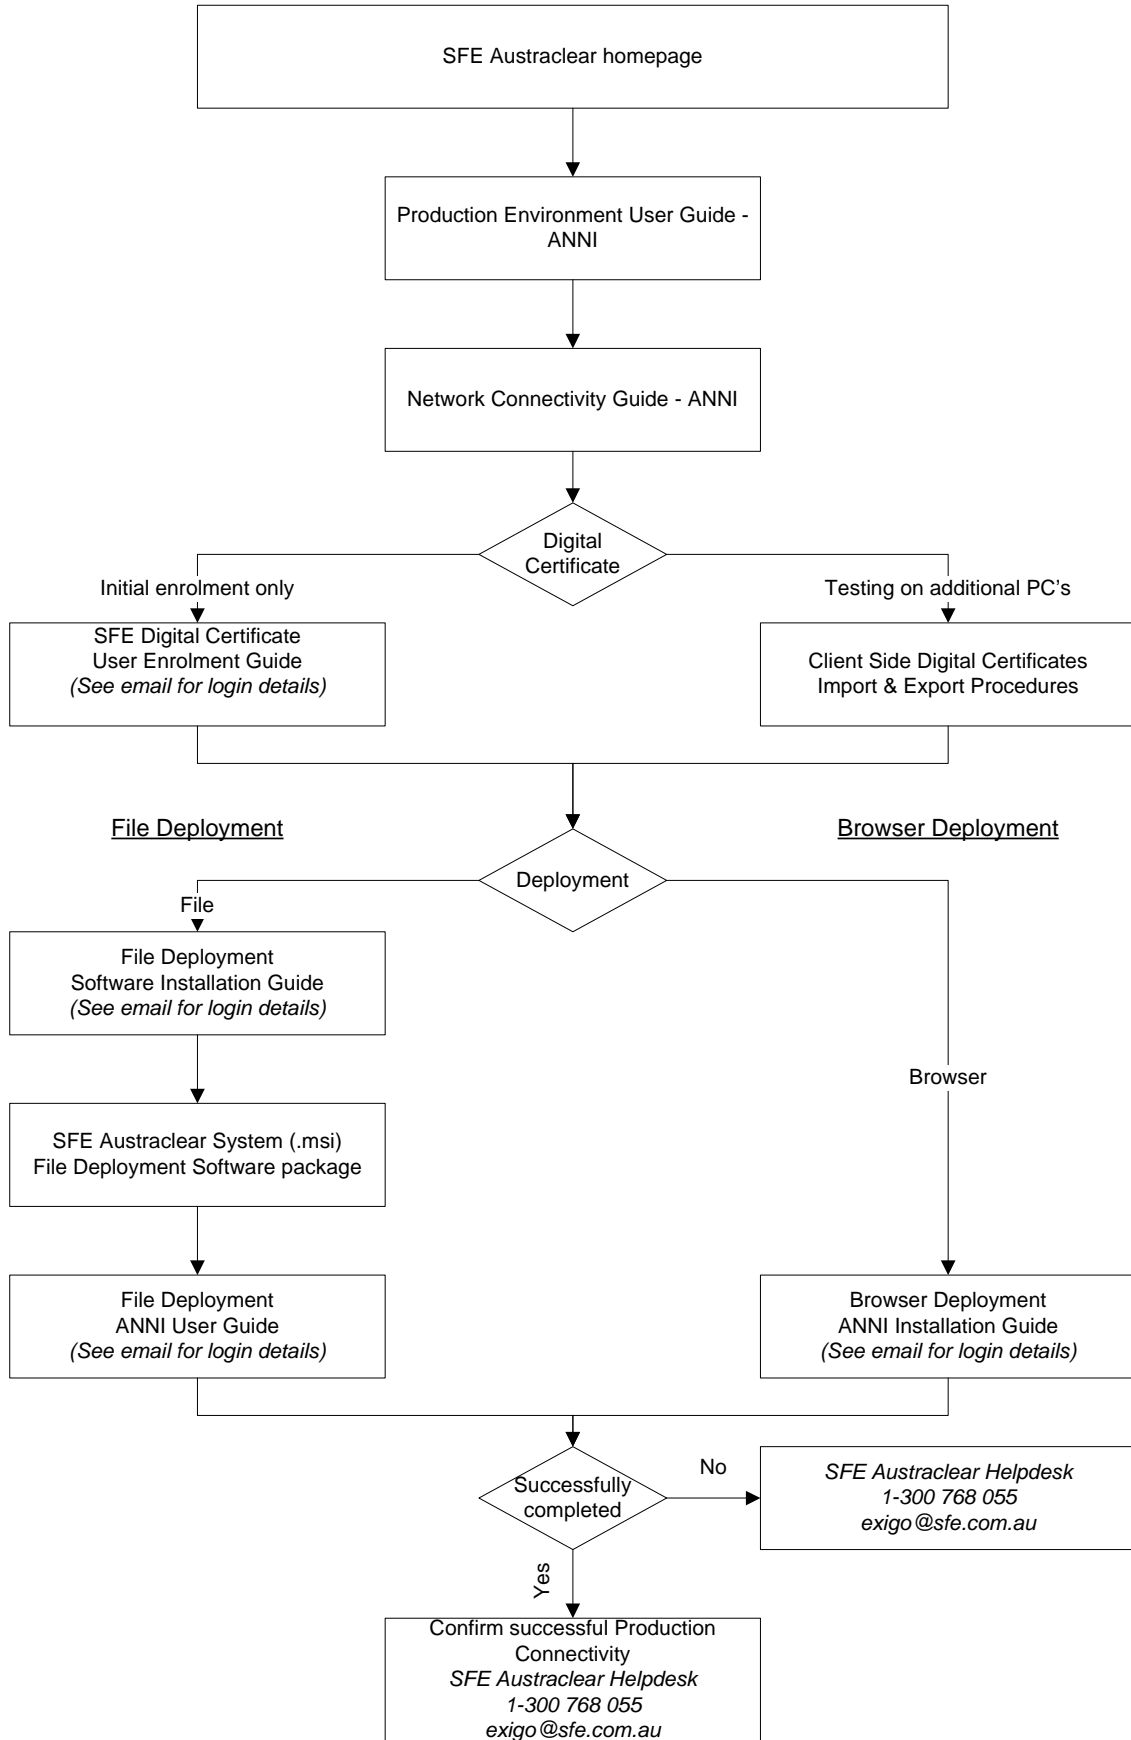 SFE Austraclear homepage
Production Environment User Guide -
ANNI
Network Connectivity Guide - ANNI
Digital
Certificate
Initial enrolment only
Testing on additional PC's
SFE Digital Certificate
User Enrolment Guide
(See email for login details)
Client Side Digital Certificates
Import & Export Procedures
File Deployment
Browser Deployment
Deployment
File
File Deployment
Software Installation Guide
(See email for login details)
Browser
SFE Austraclear System (.msi)
File Deployment Software package
File Deployment
ANNI User Guide
(See email for login details)
Browser Deployment
ANNI Installation Guide
(See email for login details)
Successfully
completed
No
SFE Austraclear Helpdesk
1-300 768 055
exigo@sfe.com.au
Yes
Confirm successful Production
Connectivity
SFE Austraclear Helpdesk
1-300 768 055
exigo@sfe.com.au